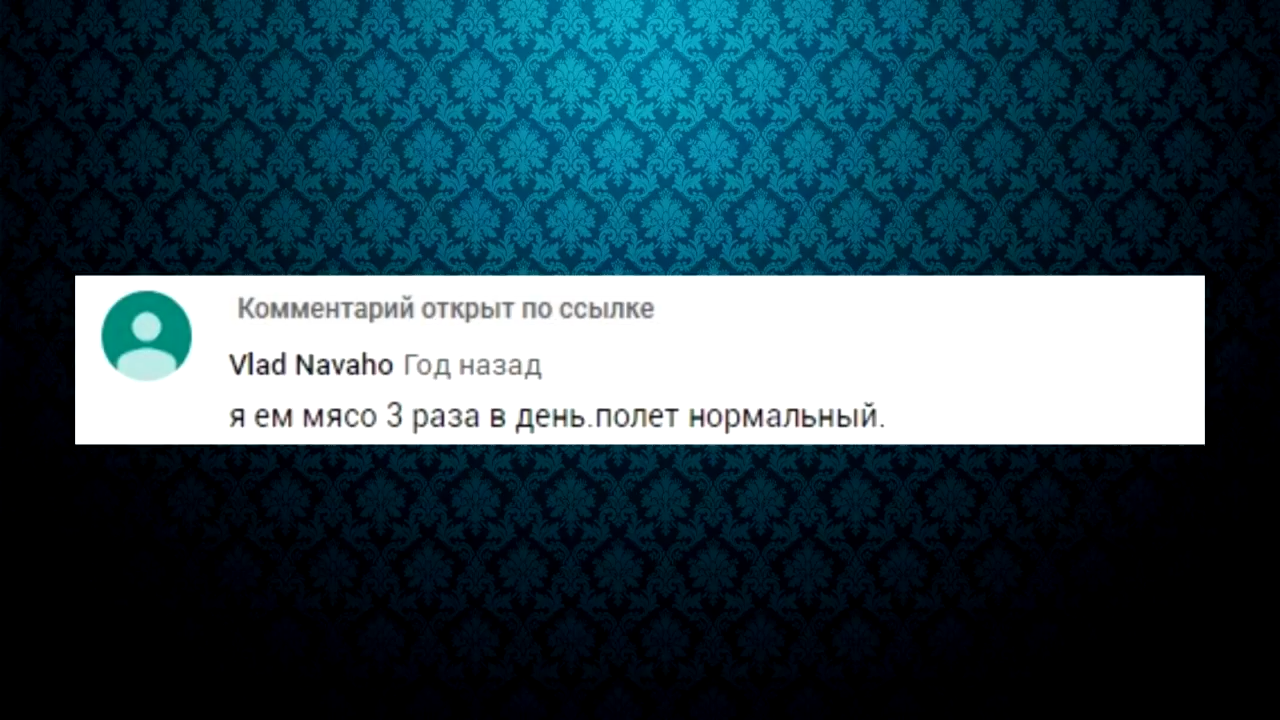 Комментарий открыт по ссылке
Vlad Navaho Год назад
я ем мясо 3 раза в день.полет нормальный.